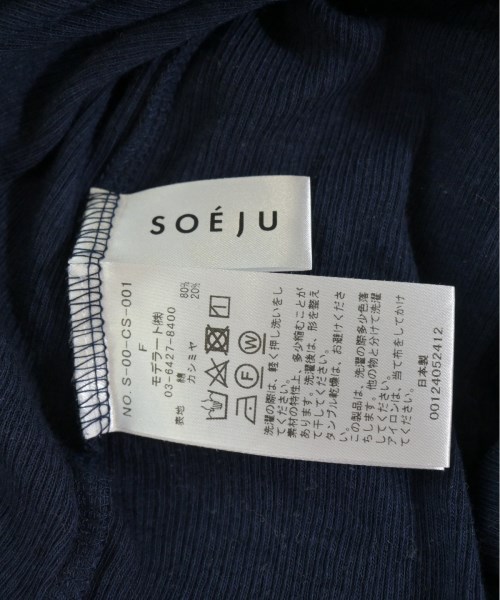 SOÉJU
NO. S-00-CS-001
F
モデラート(株)
03-6427-8400
表地
綿 80%
カシミヤ 20%
F
W
洗濯の際は、軽く押し洗いをし
てください。
素材の特性上、多少縮むことが
あります。洗濯後は、形を整え
て干してください。
タンブル乾燥は、お避けくださ
い。
この製品は、洗濯の際多少色落
ちします。他の物と分けて洗濯
してください。
アイロンは、当て布をしてかけ
てください。
日本製
00124052412